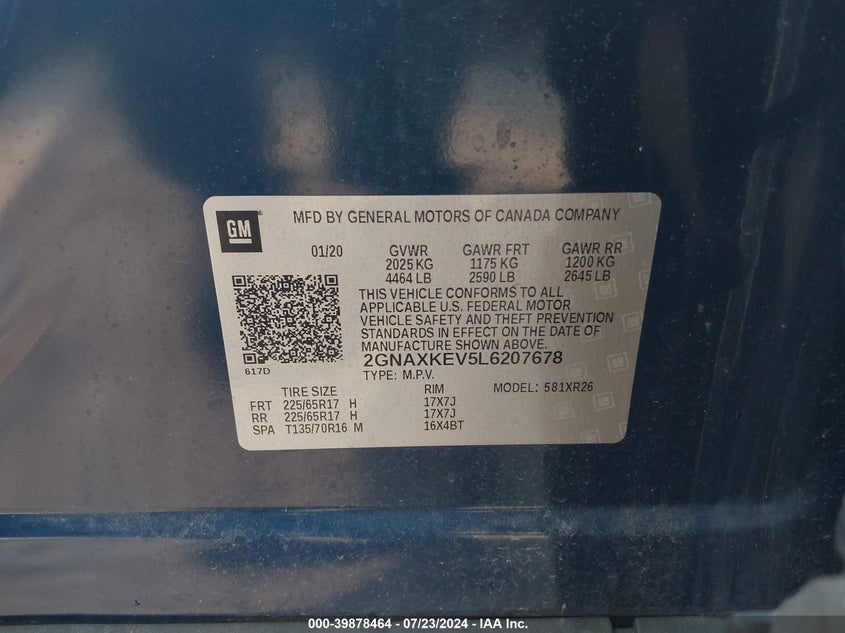 GM
MFD BY GENERAL MOTORS OF CANADA COMPANY
01/20 GVWR GAWR FRT GAWR RR
2025 KG 1175 KG 1200 KG
4464 LB 2590 LB 2645 LB
THIS VEHICLE CONFORMS TO ALL
APPLICABLE U.S. FEDERAL MOTOR
VEHICLE SAFETY AND THEFT PREVENTION
STANDARDS IN EFFECT ON THE DATE OF
MANUFACTURE SHOWN ABOVE.
2GNAXKEV5L6207678
617D
TYPE: M.P.V.
TIRE SIZE RIM MODEL: 581XR26
FRT 225/65R17 H 17X7J
RR 225/65R17 H 17X7J
SPA T135/70R16 M 16X4BT
000-39878464 - 07/23/2024 - IAA Inc.